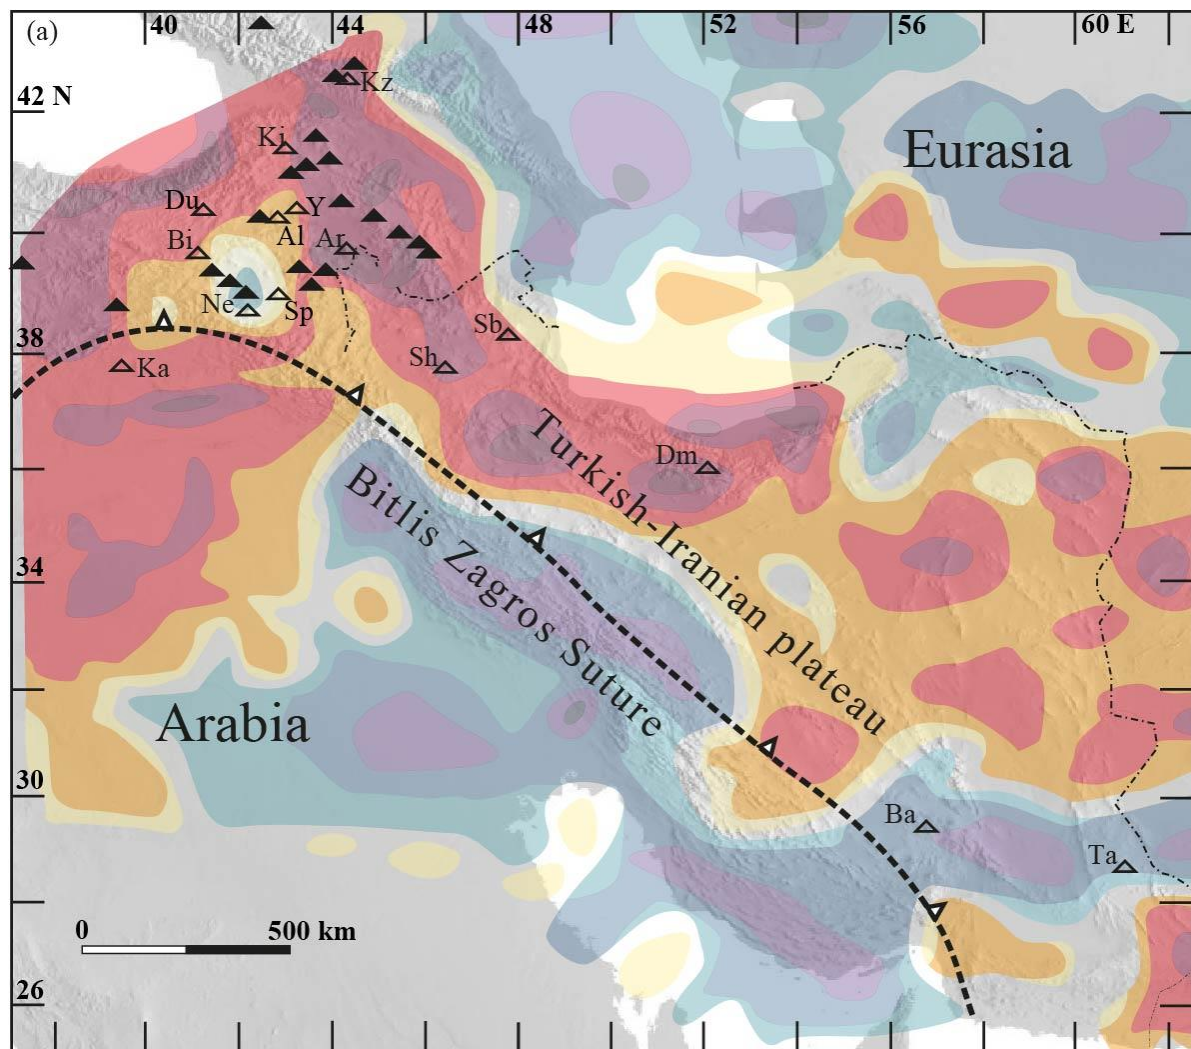 (a)
40
44
48
52
56
60 E
42 N
Kz
Ki
Eurasia
Du
Y
Al
Bi
Ar
Ne
Sp
Sb
38
Sh
Ka
Dm
Turkish-Iranian plateau
Bitlis Zagros Suture
34
Arabia
30
Ba
Ta
0
500 km
26